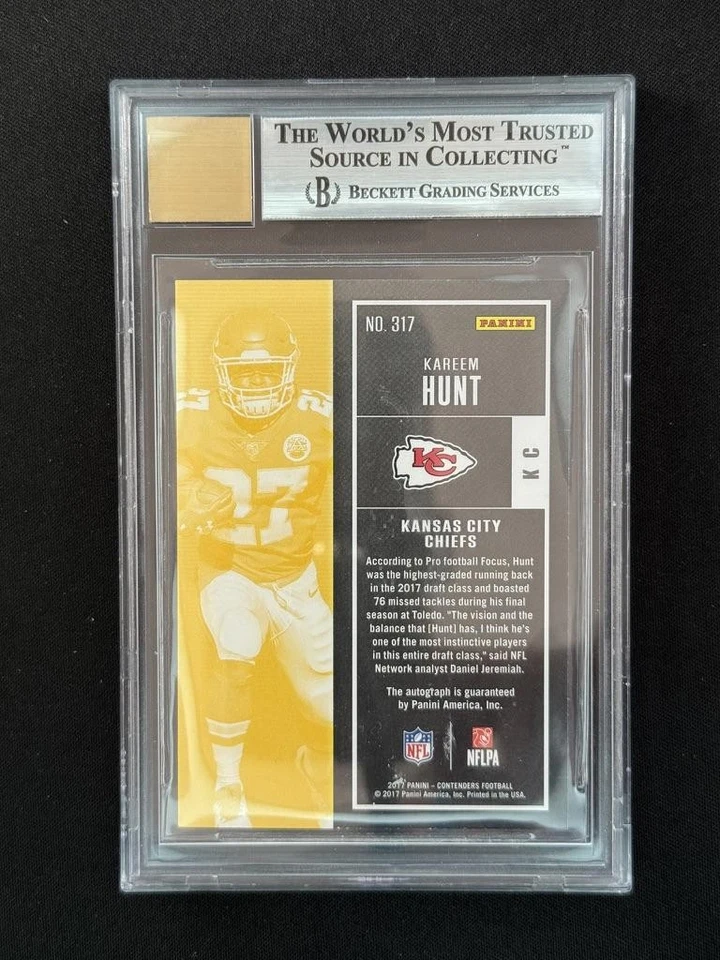 THE WORLD'S MOST TRUSTED
SOURCE IN COLLECTING™
B BECKETT GRADING SERVICES
NO. 317 PANINI
KAREEM
HUNT
27
27
KC
KC
KANSAS CITY
CHIEFS
According to Pro football Focus, Hunt
was the highest-graded running back
in the 2017 draft class and boasted
76 missed tackles during his final
season at Toledo. "The vision and the
balance that [Hunt] has, I think he's
one of the most instinctive players
in this entire draft class," said NFL
Network analyst Daniel Jeremiah.
The autograph is guaranteed
by Panini America, Inc.
NFL NFLPA
2017 PANINI – CONTENDERS FOOTBALL
© 2017 Panini America, Inc. Printed in the USA.